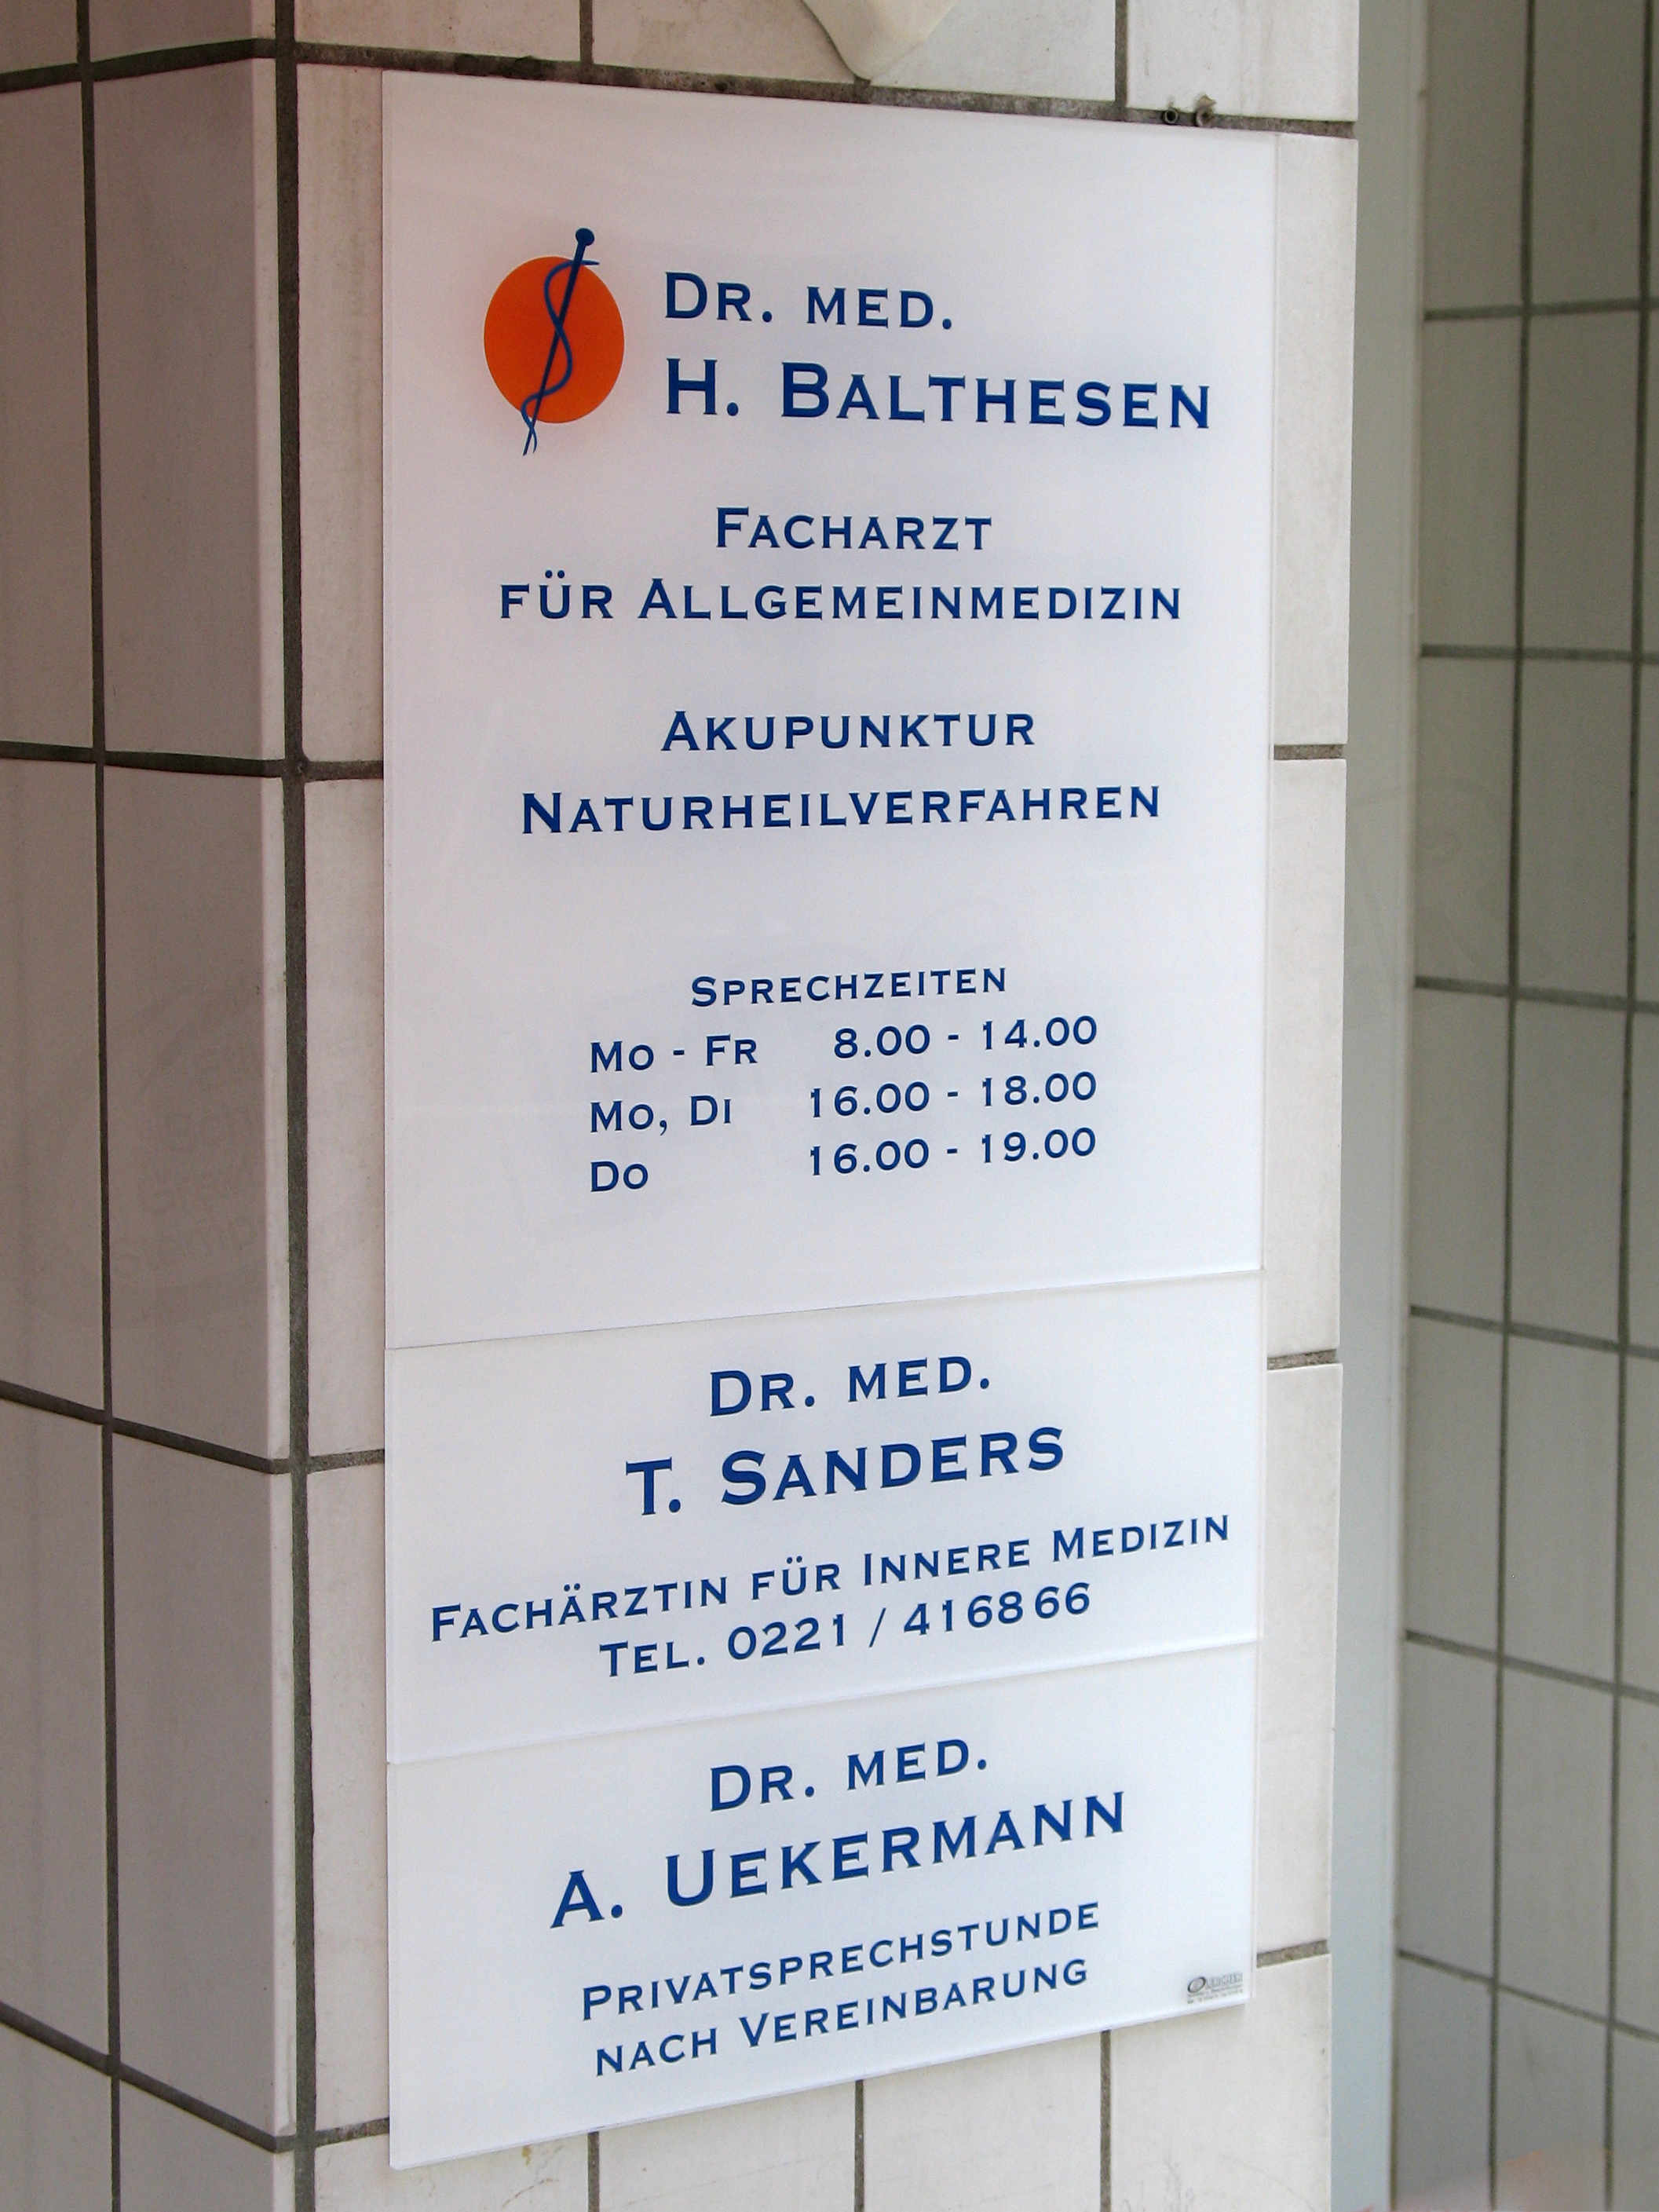 DR. MED.
H. BALTHESEN
FACHARZT
FÜR ALLGEMEINMEDIZIN
AKUPUNKTUR
NATURHEILVERFAHREN
SPRECHZEITEN
MO - FR 8.00 - 14.00
MO, DI 16.00 - 18.00
DO 16.00 - 19.00
DR. MED.
T. SANDERS
FACHÄRZTIN FÜR INNERE MEDIZIN
TEL. 0221 / 416866
DR. MED.
A. UEKERMANN
PRIVATSPRECHSTUNDE
NACH VEREINBARUNG